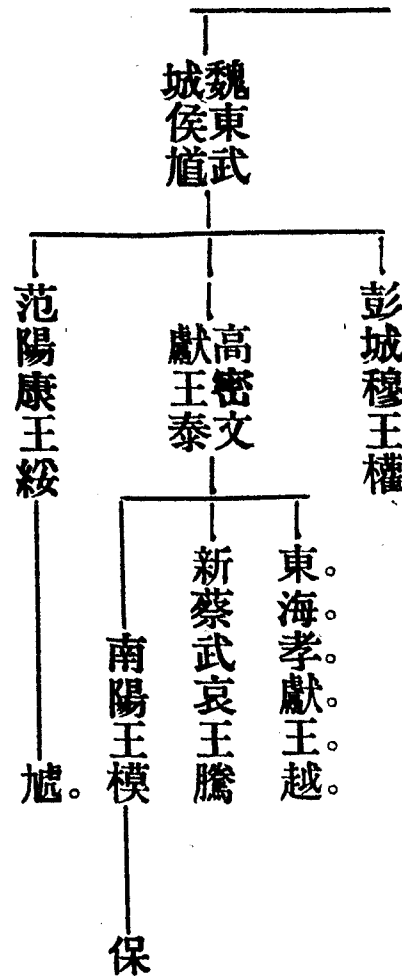 魏東武
城侯馗
彭城穆王權
高密文
獻王泰
范陽康王綏
東。海。孝。獻。王。越。
新蔡武哀王騰
南陽王模
虓。
保